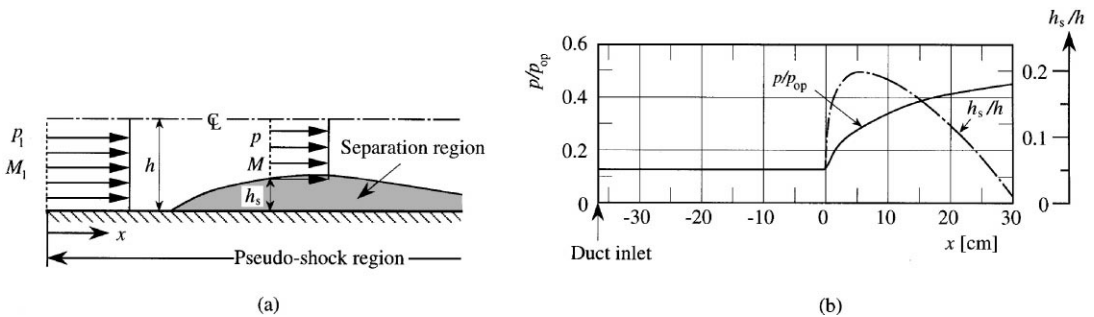 P₁
M₁
h
℄
p
M
hₛ
Separation region
x
Pseudo-shock region
(a)
p/pₒₚ
0.6
0.4
0.2
0
-30
-20
-10
0
10
20
30
x [cm]
Duct inlet
p/pₒₚ
hₛ/h
hₛ/h
0.2
0.1
0
(b)